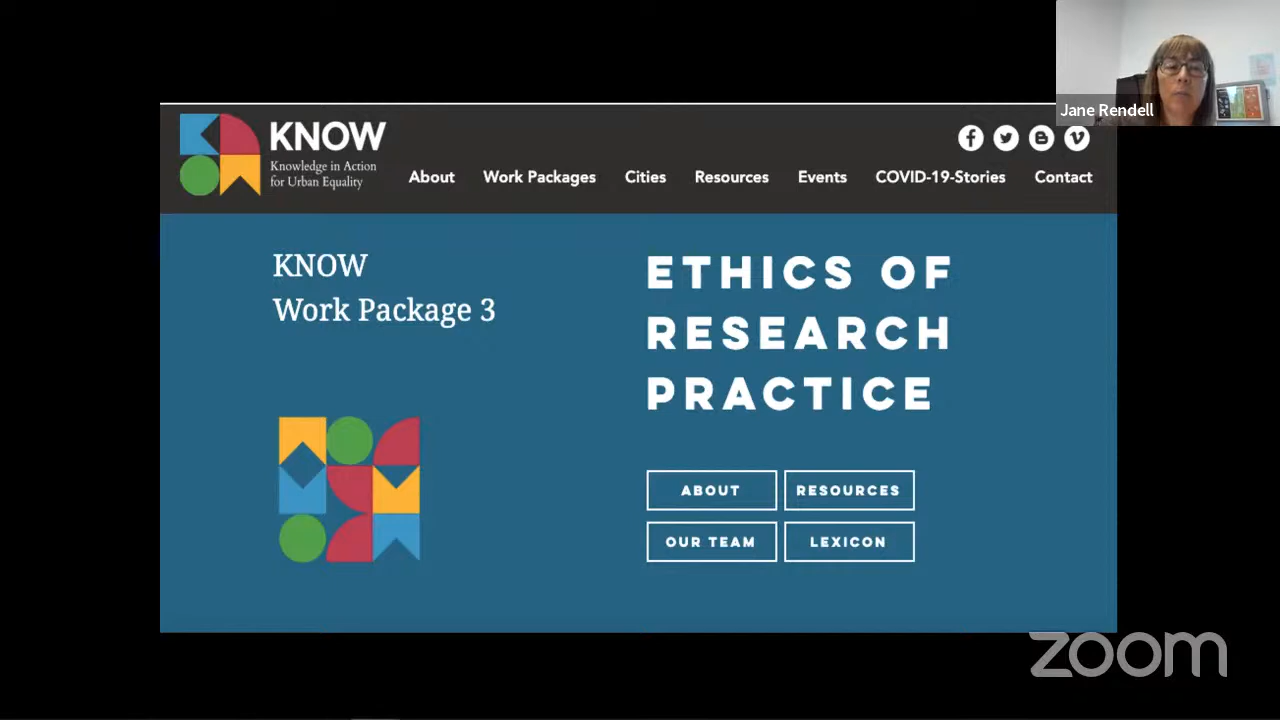 Jane Rendell
KNOW
Knowledge in Action
for Urban Equality
About Work Packages Cities Resources Events COVID-19-Stories Contact
KNOW
Work Package 3
ETHICS OF
RESEARCH
PRACTICE
ABOUT RESOURCES
OUR TEAM LEXICON
zoom